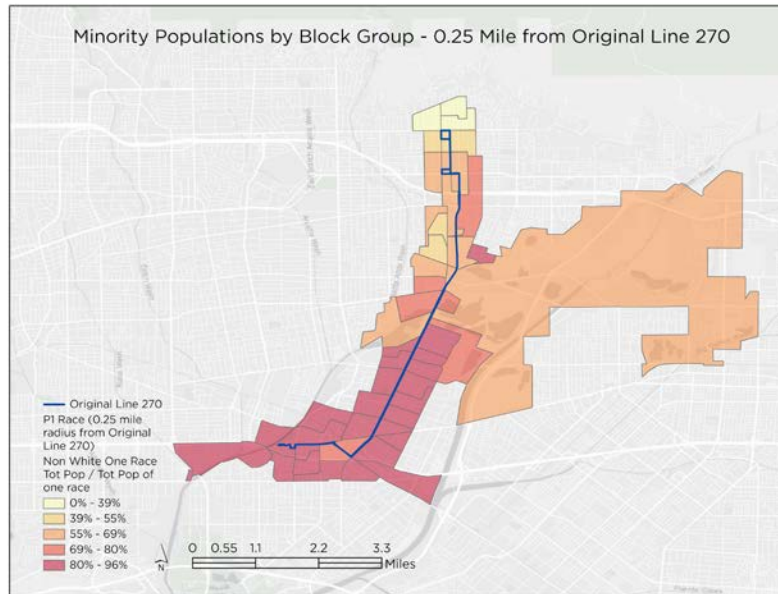 Minority Populations by Block Group - 0.25 Mile from Original Line 270
Original Line 270
P1 Race (0.25 mile
radius from Original
Line 270)
Non White One Race
Tot Pop / Tot Pop of
one race
0% - 39%
39% - 55%
55% - 69%
69% - 80%
80% - 96%
N
0 0.55 1.1 2.2 3.3
Miles